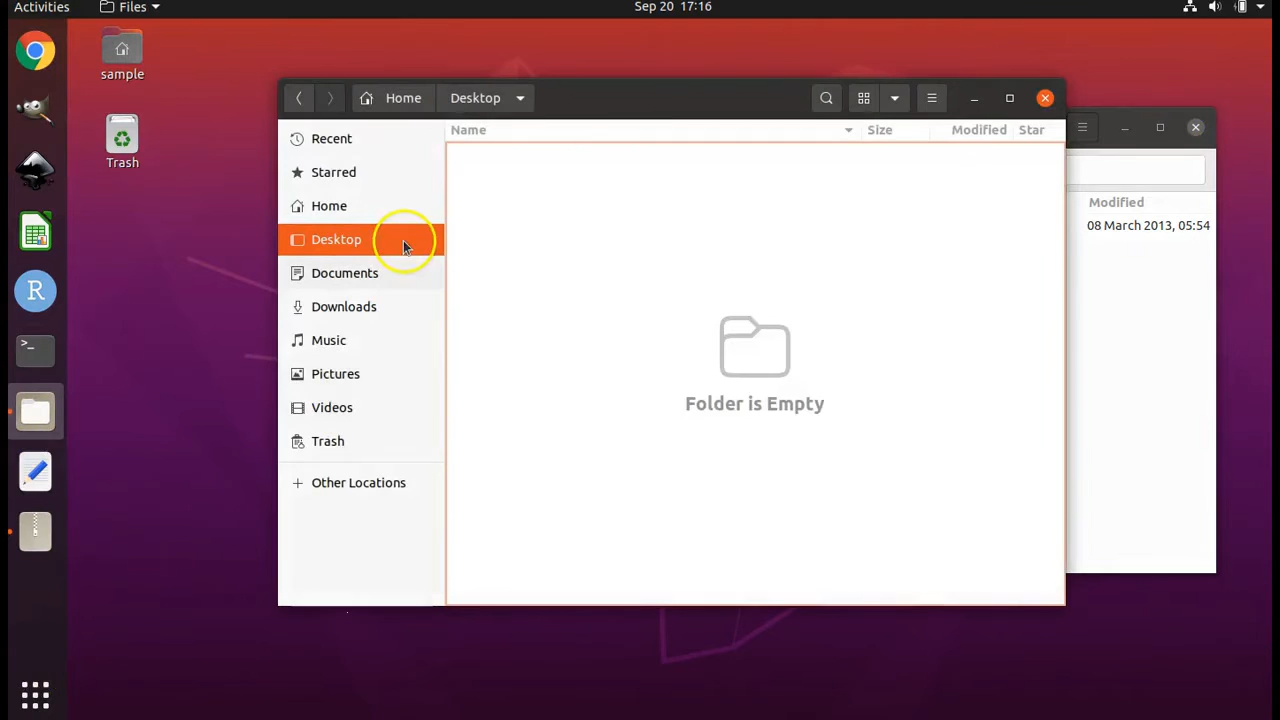 Activities
Files
Sep 20 17:16
sample
Trash
Home
Desktop
Recent
Starred
Home
Desktop
Documents
Downloads
Music
Pictures
Videos
Trash
+ Other Locations
Name
Size
Modified
Star
Folder is Empty
Modified
08 March 2013, 05:54
R
>_